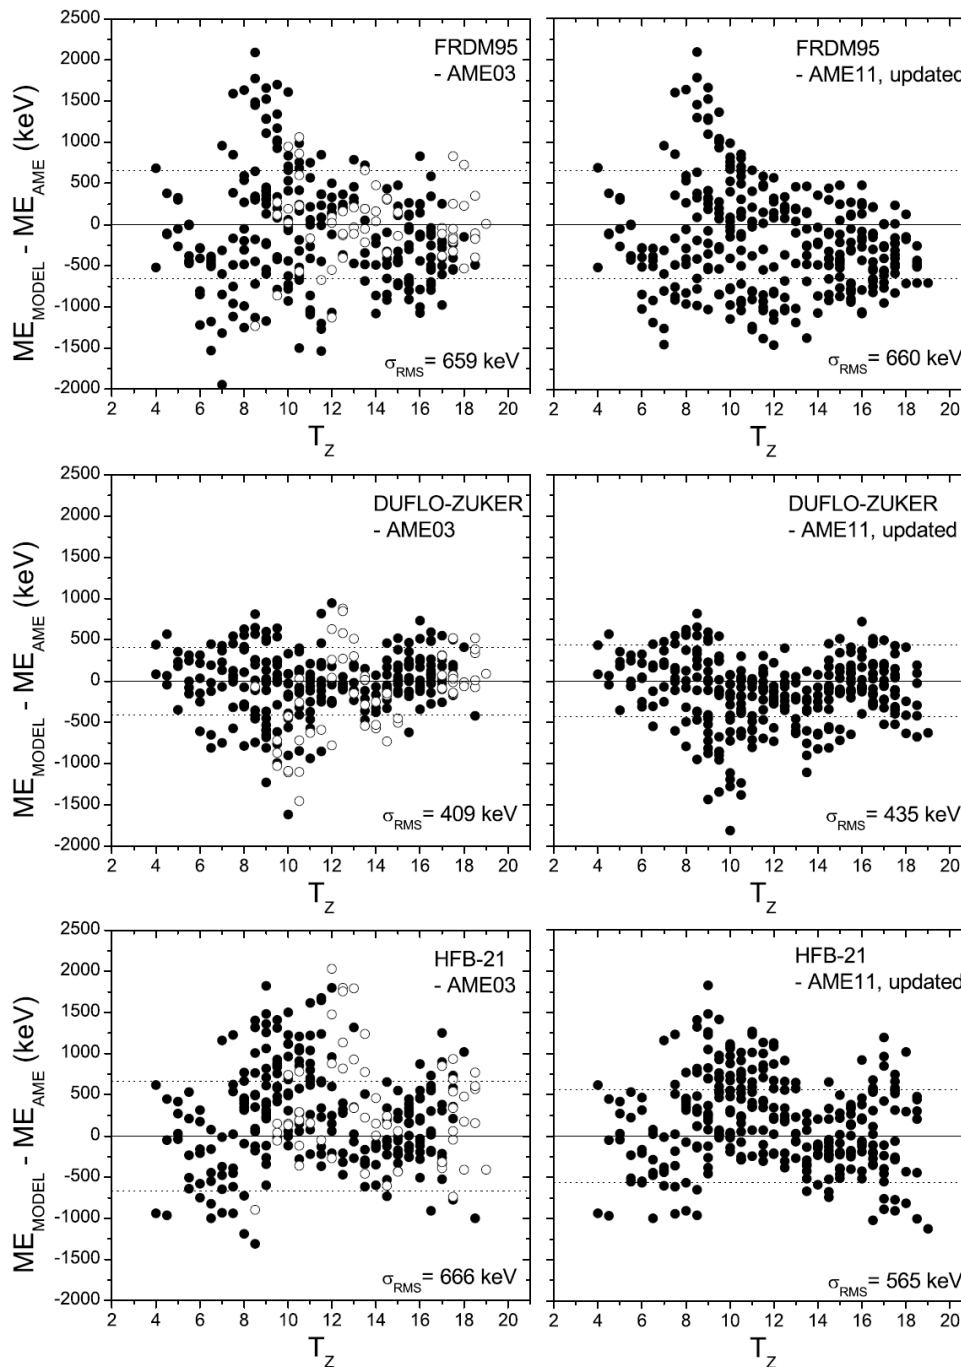 FRDM95
- AME03
2500
2000
1500
1000
500
0
-500
-1000
-1500
-2000
ME_MODEL - ME_AME (keV)
σ_RMS= 659 keV
2 4 6 8 10 12 14 16 18 20
T_Z
FRDM95
- AME11, updated
σ_RMS= 660 keV
2 4 6 8 10 12 14 16 18 20
T_Z
DUFLO-ZUKER
- AME03
2500
2000
1500
1000
500
0
-500
-1000
-1500
-2000
ME_MODEL - ME_AME (keV)
σ_RMS= 409 keV
2 4 6 8 10 12 14 16 18 20
T_Z
DUFLO-ZUKER
- AME11, updated
σ_RMS= 435 keV
2 4 6 8 10 12 14 16 18 20
T_Z
HFB-21
- AME03
2500
2000
1500
1000
500
0
-500
-1000
-1500
-2000
ME_MODEL - ME_AME (keV)
σ_RMS= 666 keV
2 4 6 8 10 12 14 16 18 20
T_Z
HFB-21
- AME11, updated
σ_RMS= 565 keV
2 4 6 8 10 12 14 16 18 20
T_Z